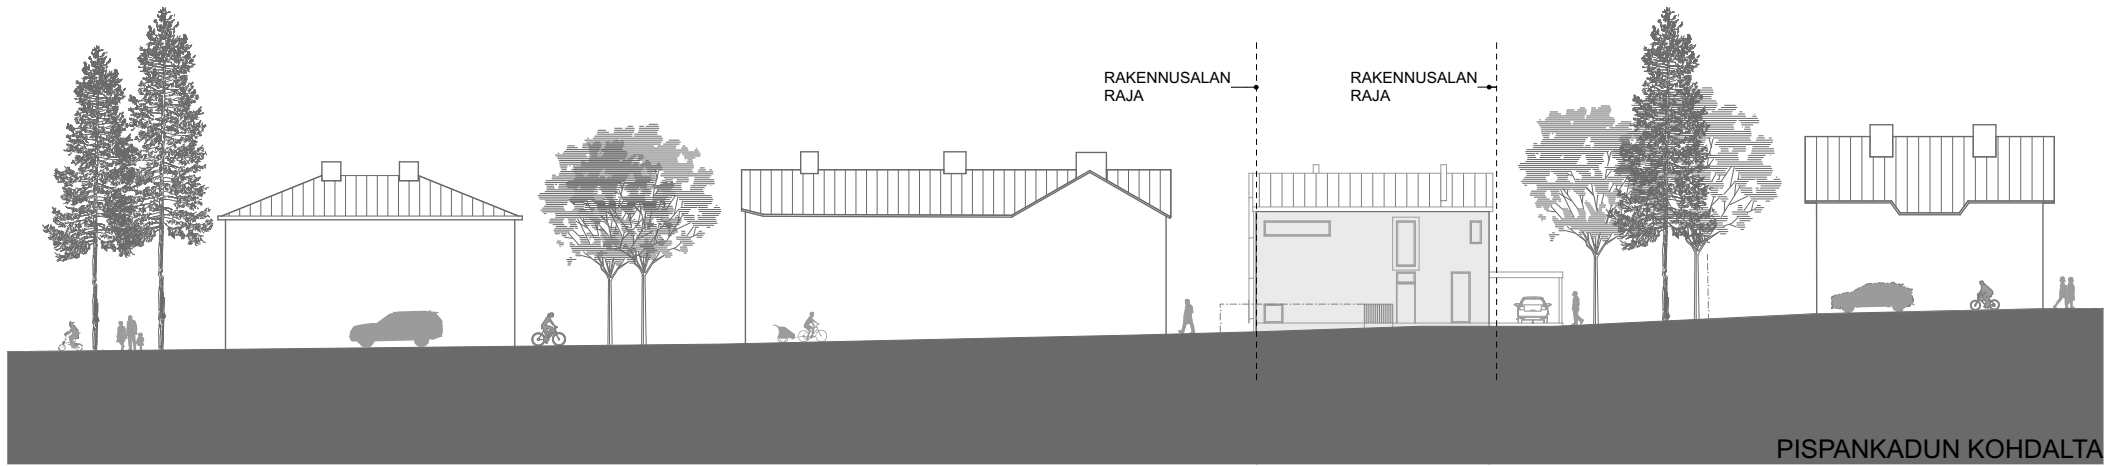 RAKENNUSALAN
RAJA
RAKENNUSALAN
RAJA
PISPANKADUN KOHDALTA